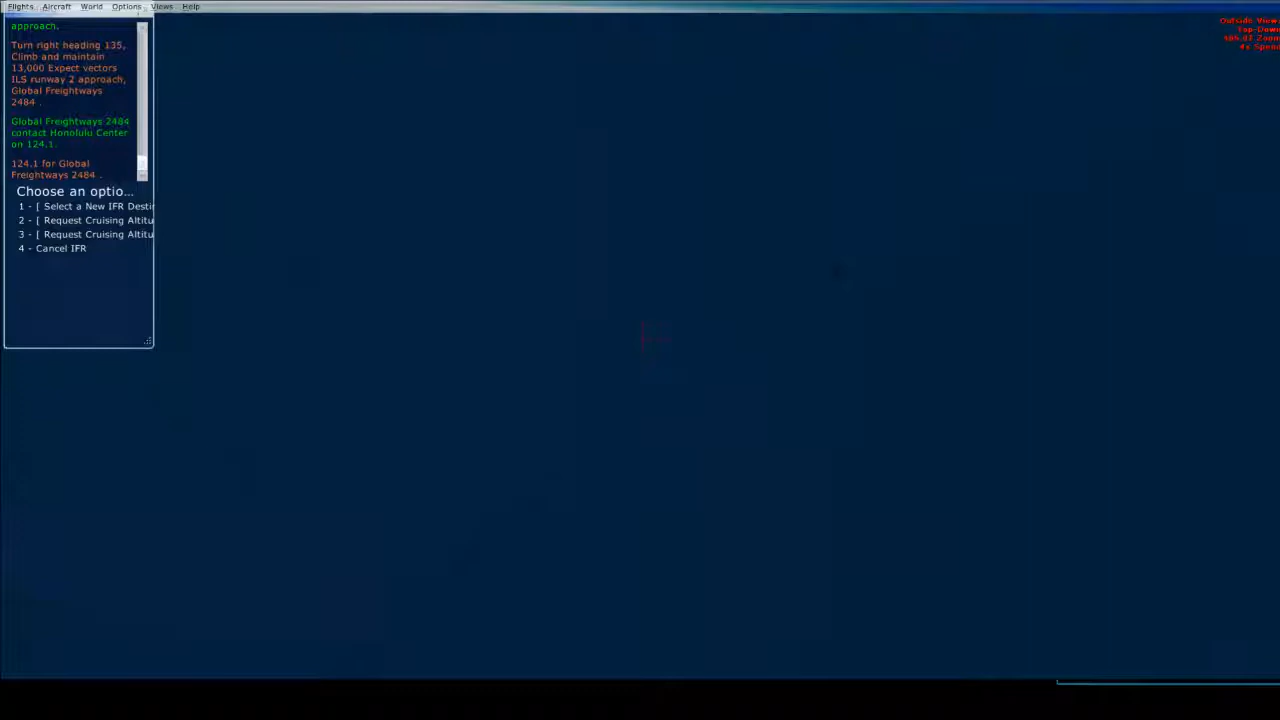 Flights Aircraft World Options Views Help
approach.
Turn right heading 135,
Climb and maintain
13,000 Expect vectors
ILS runway 2 approach,
Global Freightways
2484 .
Global Freightways 2484
contact Honolulu Center
on 124.1.
124.1 for Global
Freightways 2484 .
Choose an optio...
1 - [ Select a New IFR Desti
2 - [ Request Cruising Altitu
3 - [ Request Cruising Altitu
4 - Cancel IFR
Outside View
Top-Down
Zoom
4x Speed